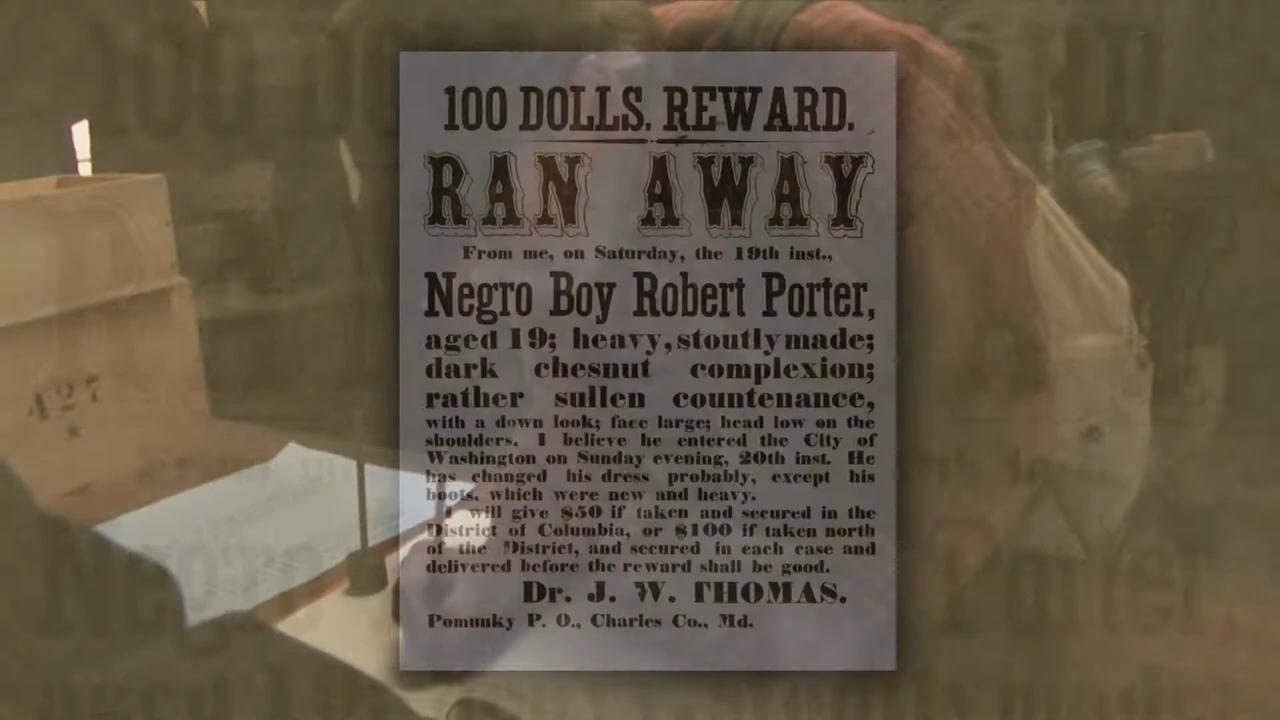 100 DOLLS. REWARD.
RAN AWAY
From me, on Saturday, the 19th inst.,
Negro Boy Robert Porter,
aged 19; heavy, stoutly made;
dark chesnut complexion;
rather sullen countenance,
with a down look; face large; head low on the
shoulders. I believe he entered the City of
Washington on Sunday evening, 20th inst. He
has changed his dress probably, except his
boots, which were new and heavy.
I will give $50 if taken and secured in the
District of Columbia, or $100 if taken north
of the District, and secured in each case and
delivered before the reward shall be good.
Dr. J. W. THOMAS.
Pomunky P. O., Charles Co., Md.
427